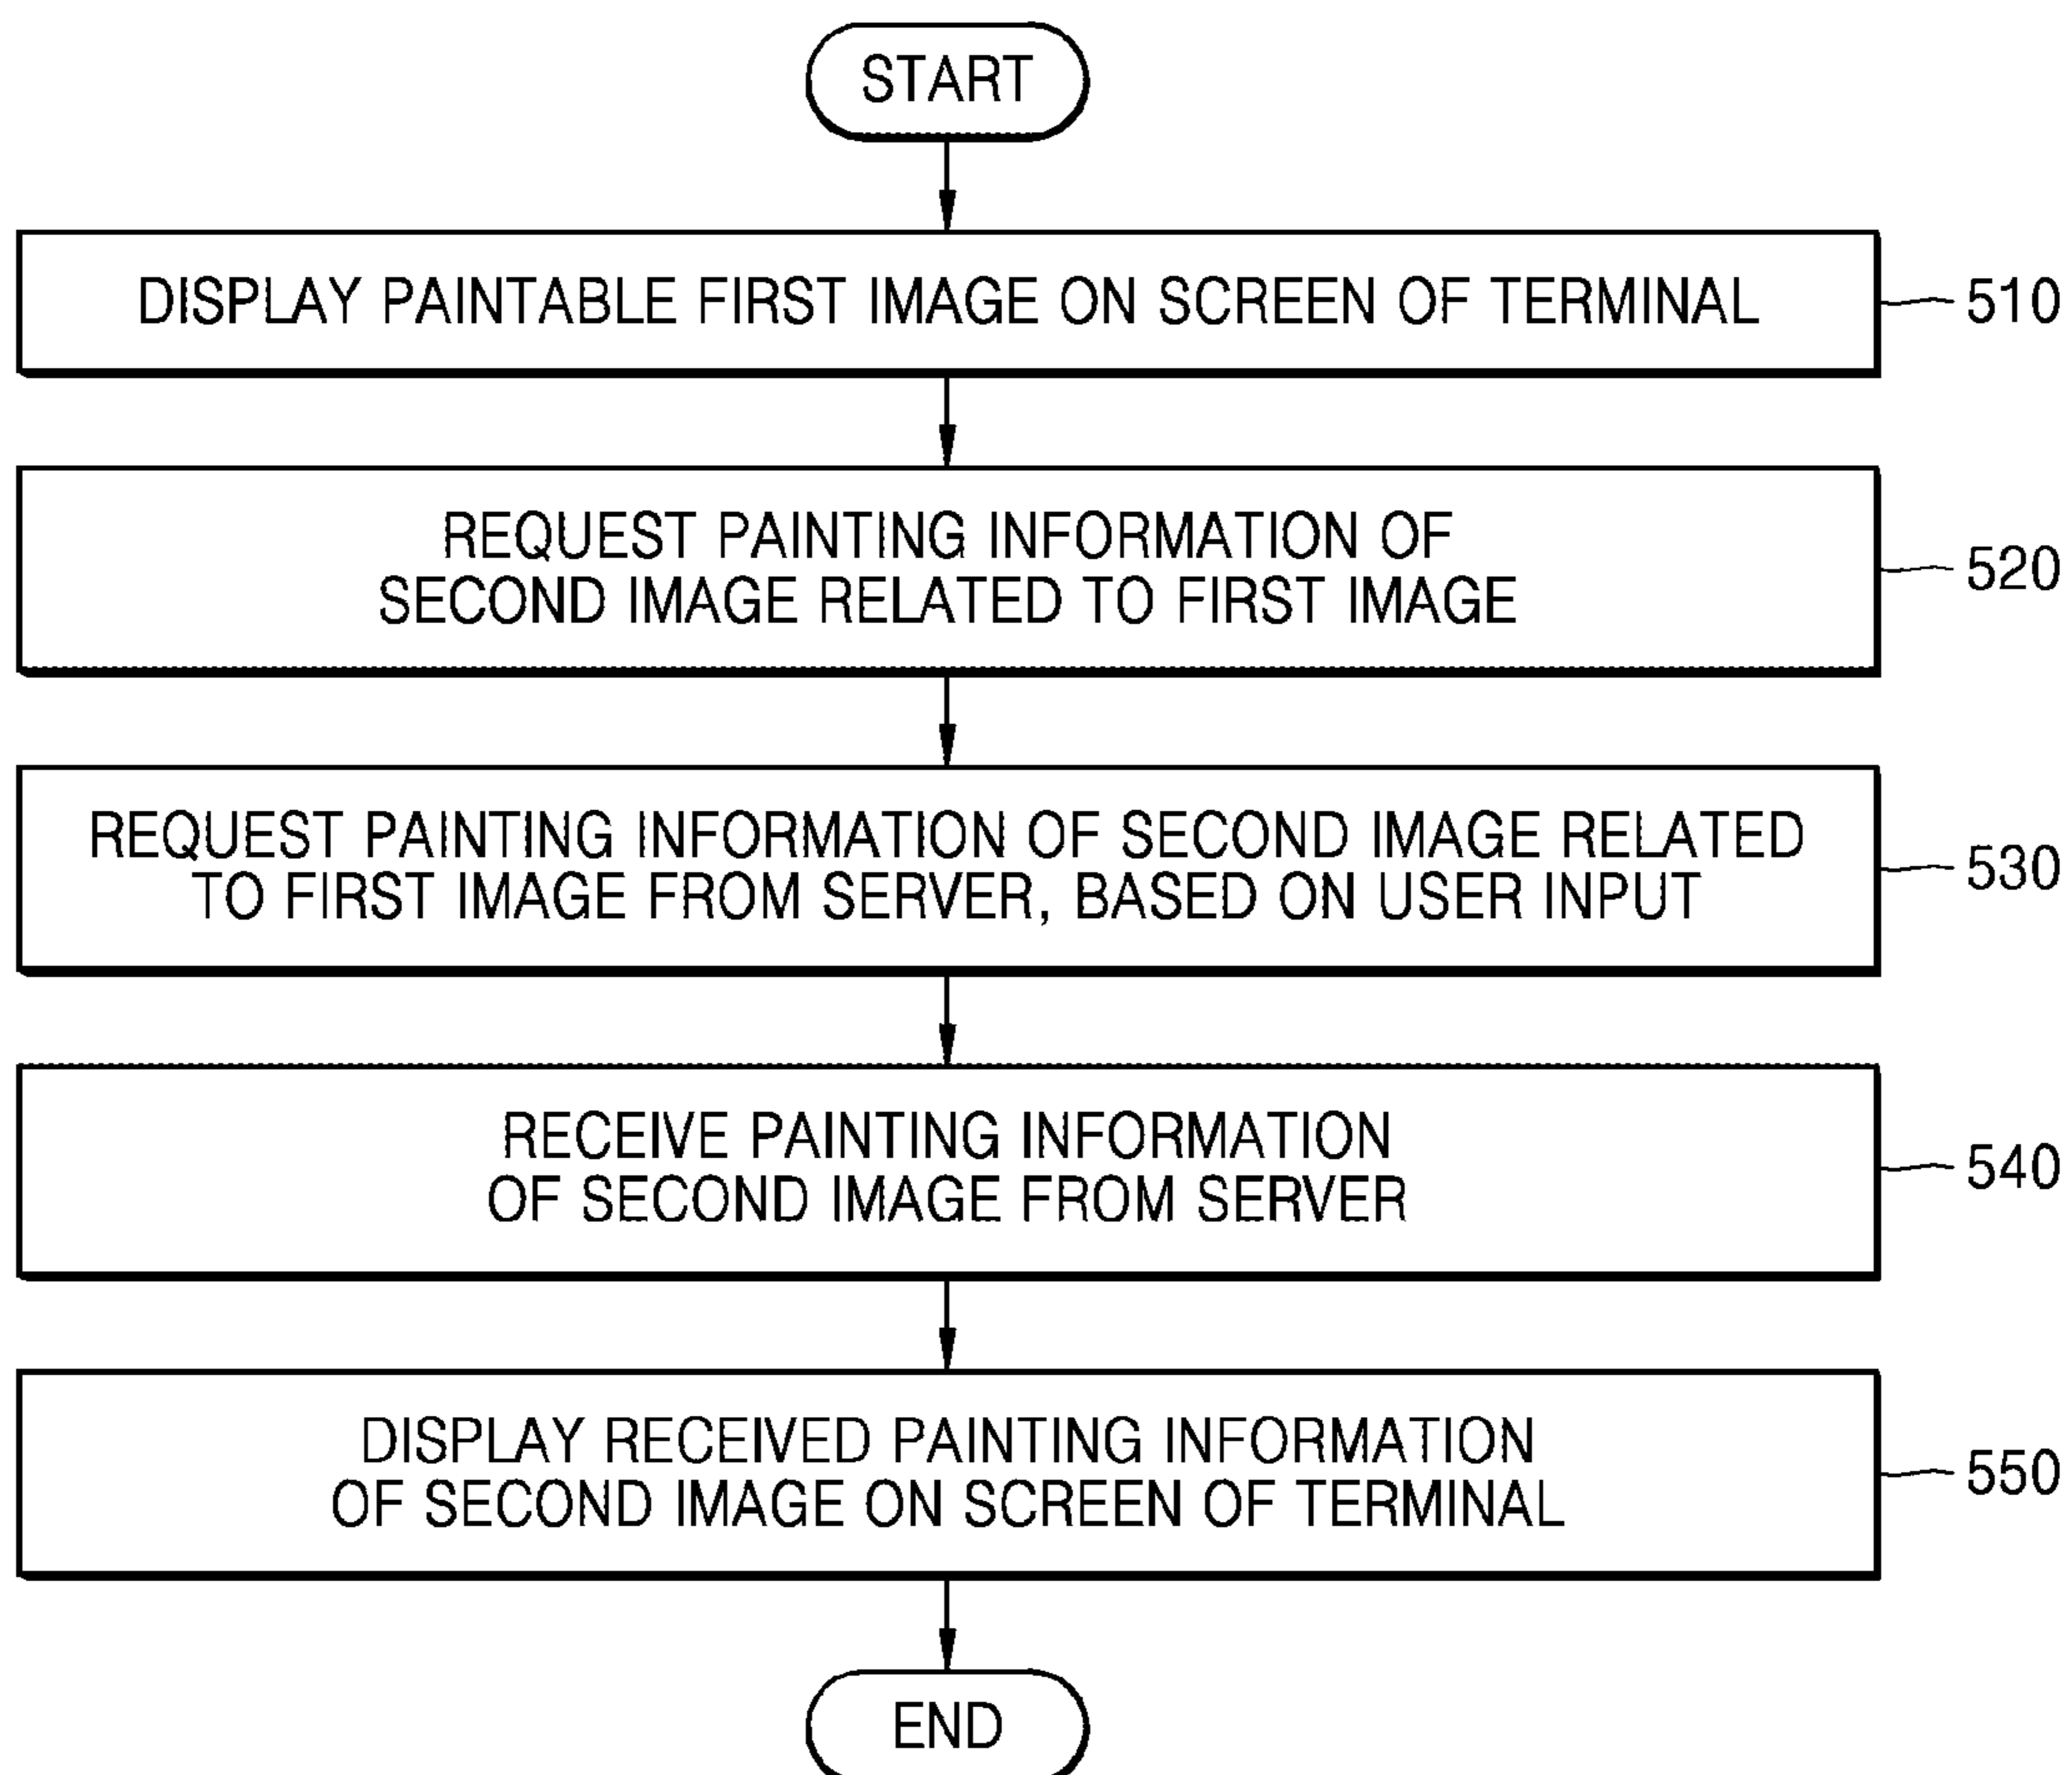 START
DISPLAY PAINTABLE FIRST IMAGE ON SCREEN OF TERMINAL
510
REQUEST PAINTING INFORMATION OF
SECOND IMAGE RELATED TO FIRST IMAGE
520
REQUEST PAINTING INFORMATION OF SECOND IMAGE RELATED
TO FIRST IMAGE FROM SERVER, BASED ON USER INPUT
530
RECEIVE PAINTING INFORMATION
OF SECOND IMAGE FROM SERVER
540
DISPLAY RECEIVED PAINTING INFORMATION
OF SECOND IMAGE ON SCREEN OF TERMINAL
550
END